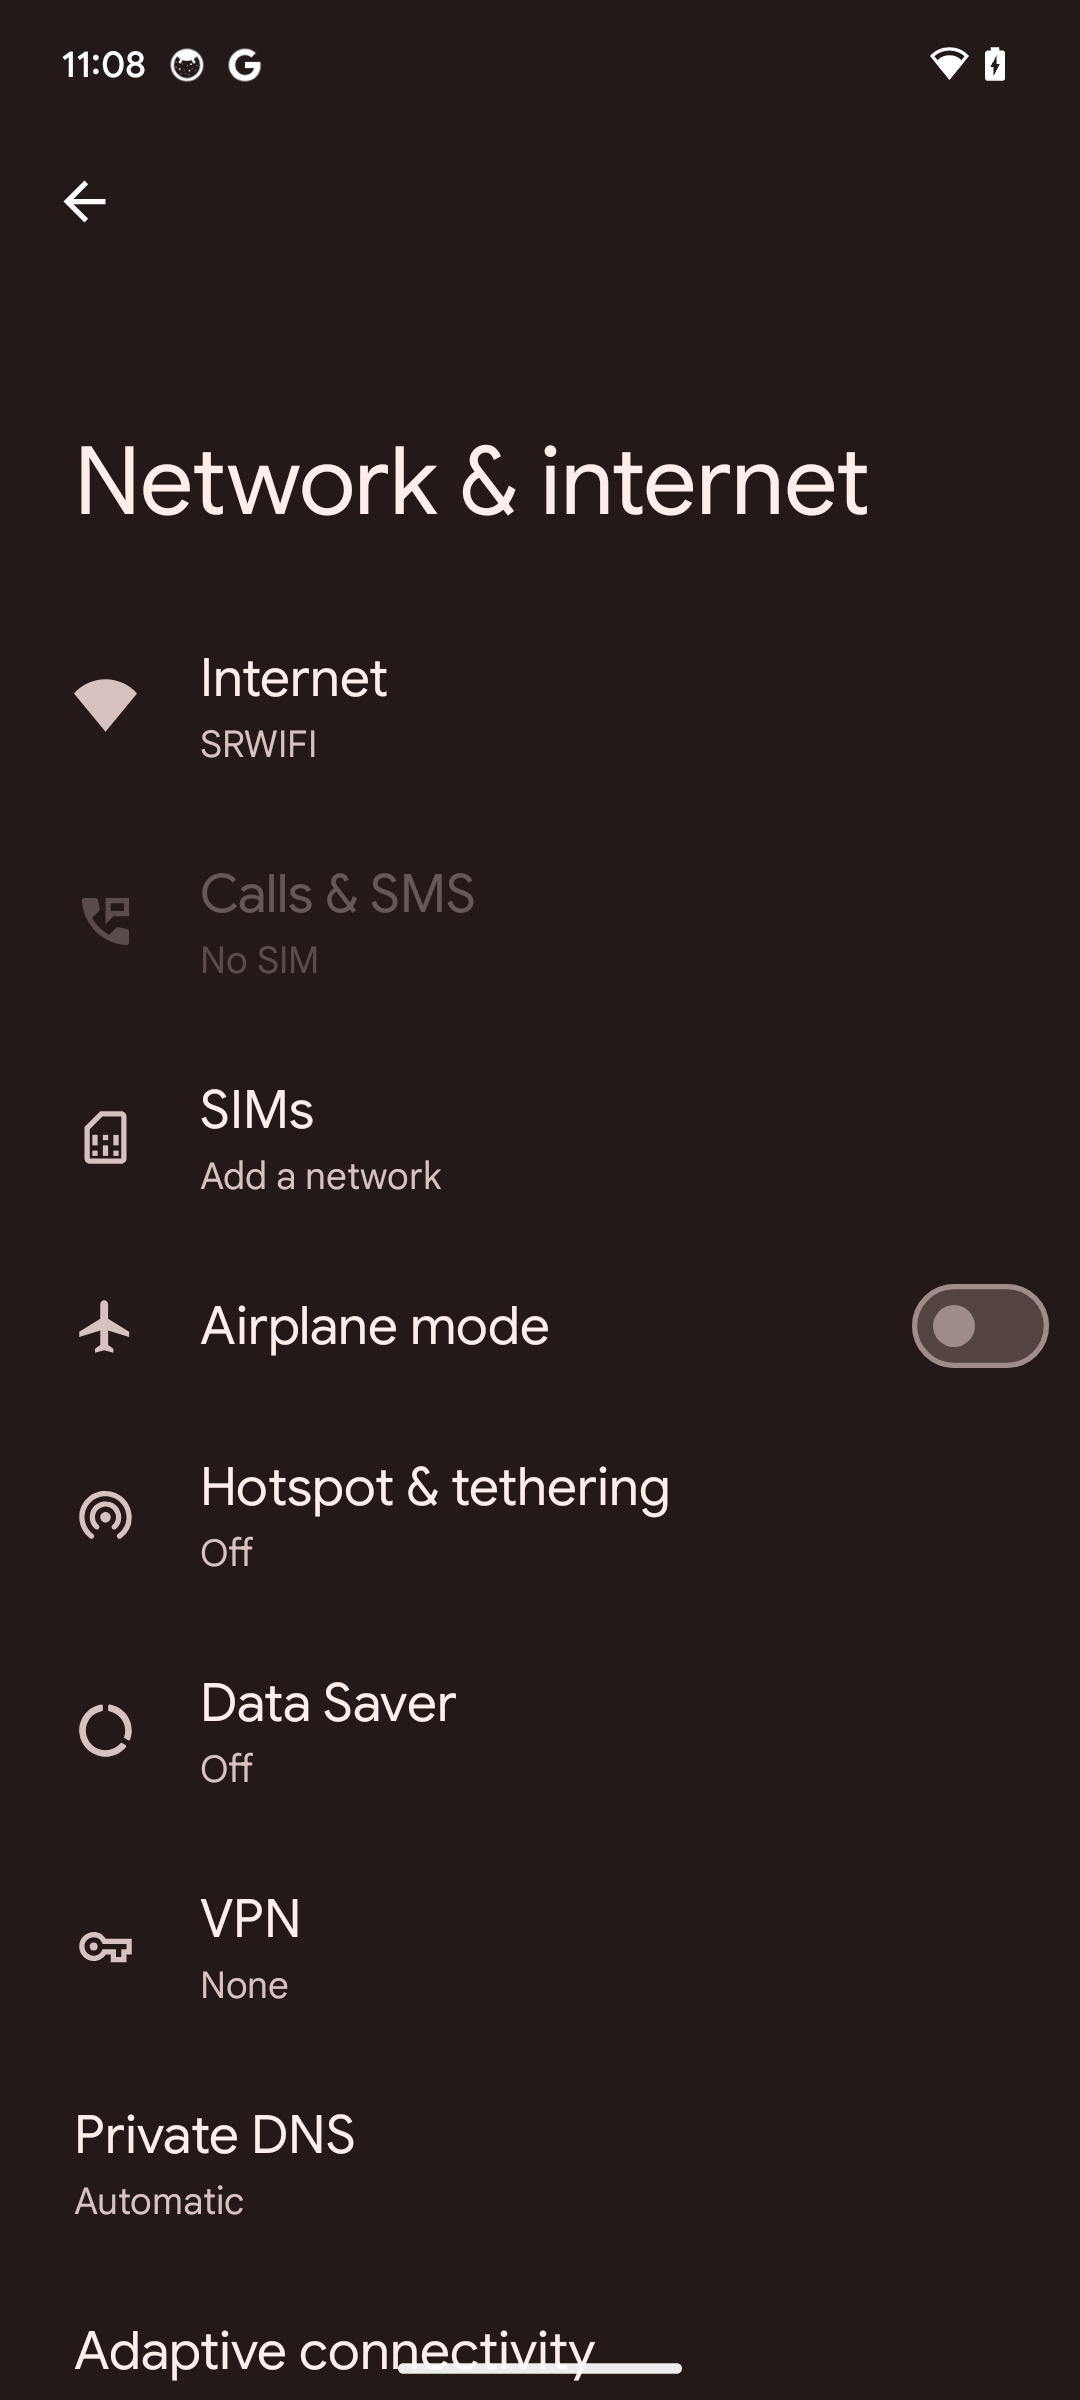 11:08
Network & internet
Internet
SRWIFI
Calls & SMS
No SIM
SIMs
Add a network
Airplane mode
Hotspot & tethering
Off
Data Saver
Off
VPN
None
Private DNS
Automatic
Adaptive connectivity